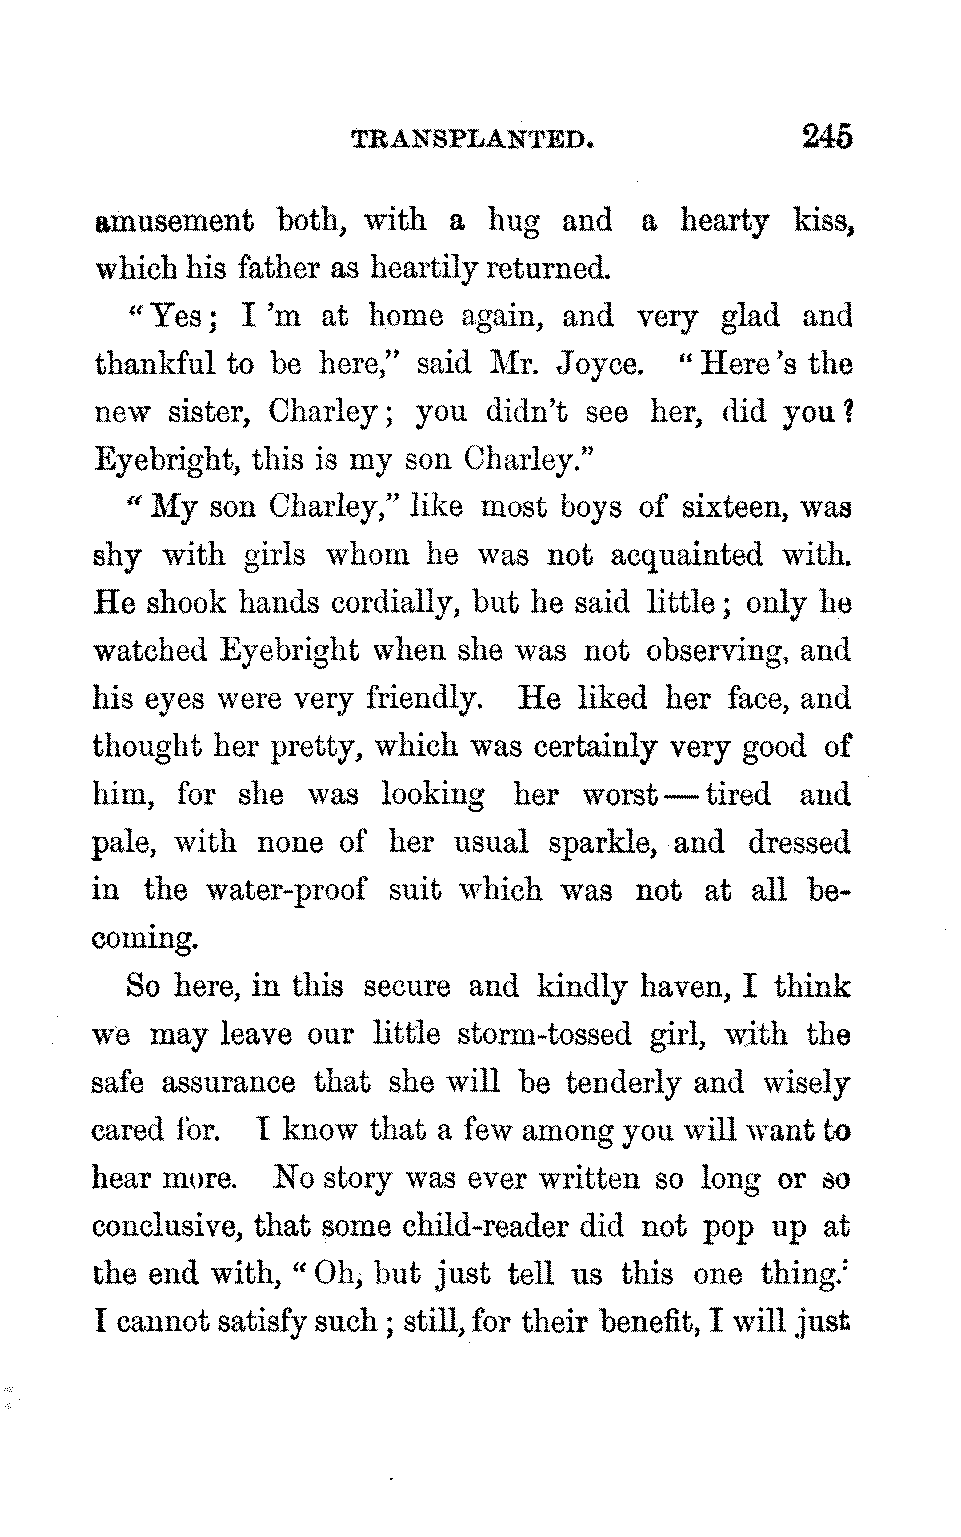 TRANSPLANTED. 245
amusement both, with a hug and a hearty kiss,
which his father as heartily returned.
"Yes; I 'm at home again, and very glad and
thankful to be here," said Mr. Joyce. "Here 's the
new sister, Charley; you didn't see her, did you?
Eyebright, this is my son Charley."
"My son Charley," like most boys of sixteen, was
shy with girls whom he was not acquainted with.
He shook hands cordially, but he said little; only he
watched Eyebright when she was not observing, and
his eyes were very friendly. He liked her face, and
thought her pretty, which was certainly very good of
him, for she was looking her worst—tired and
pale, with none of her usual sparkle, and dressed
in the water-proof suit which was not at all be-
coming.
So here, in this secure and kindly haven, I think
we may leave our little storm-tossed girl, with the
safe assurance that she will be tenderly and wisely
cared for. I know that a few among you will want to
hear more. No story was ever written so long or so
conclusive, that some child-reader did not pop up at
the end with, "Oh, but just tell us this one thing.'
I cannot satisfy such; still, for their benefit, I will just